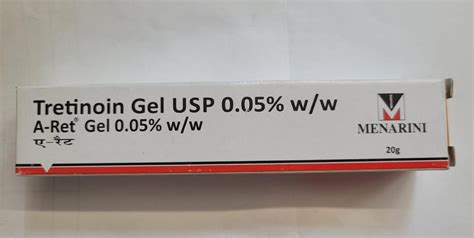 Tretinoin Gel USP 0.05% w/w
A-Ret® Gel 0.05% w/w
ए-रैट
MENARINI
20g